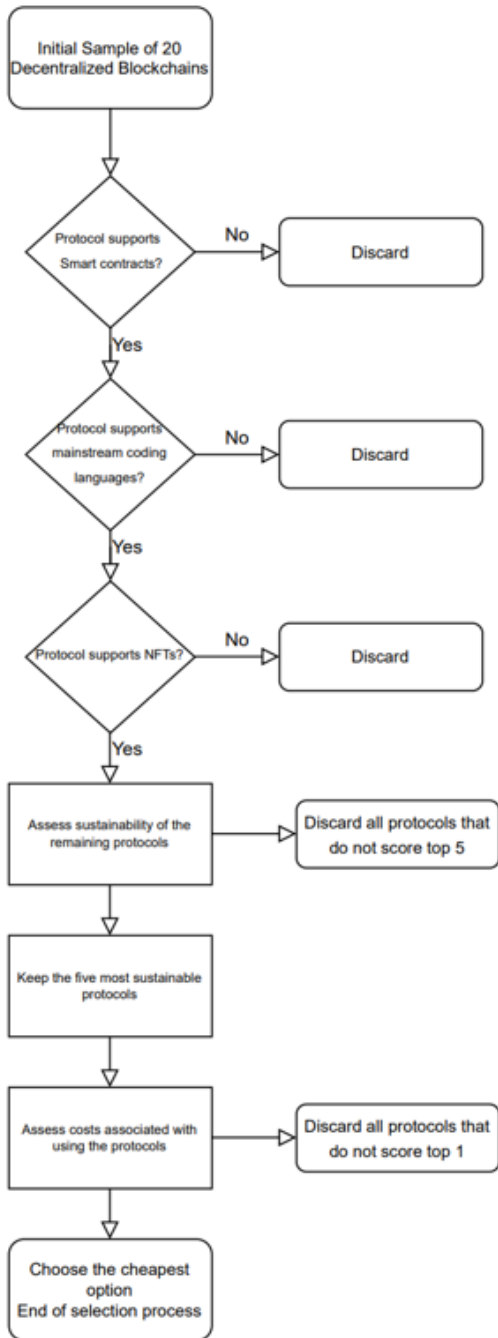 Initial Sample of 20
Decentralized Blockchains
Protocol supports
Smart contracts?
No
Discard
Yes
Protocol supports
mainstream coding
languages?
No
Discard
Yes
Protocol supports NFTs?
No
Discard
Yes
Assess sustainability of the
remaining protocols
Discard all protocols that
do not score top 5
Keep the five most sustainable
protocols
Assess costs associated with
using the protocols
Discard all protocols that
do not score top 1
Choose the cheapest
option
End of selection process